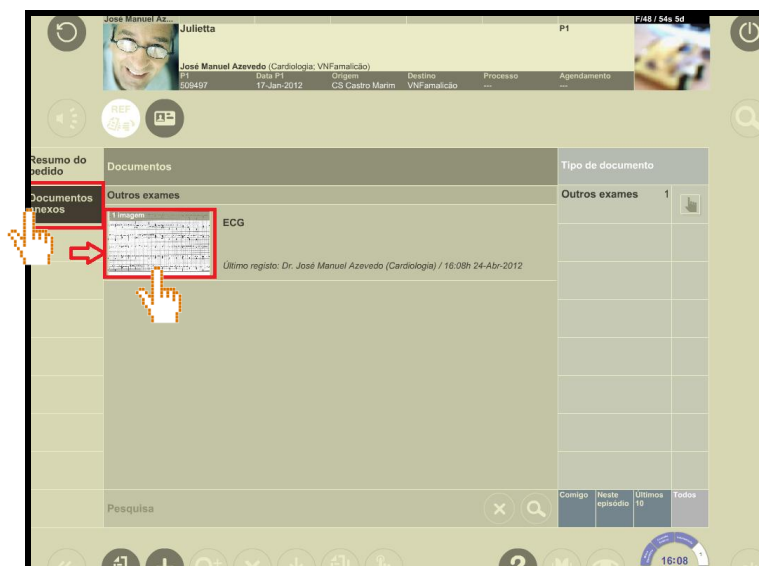 José Manuel Az...
F/48 / 54s 5d
Julietta
P1
José Manuel Azevedo (Cardiologia; VNFamalicão)
P1 Data P1 Origem Destino Processo Agendamento
509497 17-Jan-2012 CS Castro Marim VNFamalicão --- ---
REF
Resumo do
pedido
Documentos
Tipo de documento
Documentos
anexos
Outros exames
Outros exames 1
1 imagem
ECG
Último registo: Dr. José Manuel Azevedo (Cardiologia) / 16:08h 24-Abr-2012
Comigo Neste episódio Últimos 10 Todos
Pesquisa
16:08